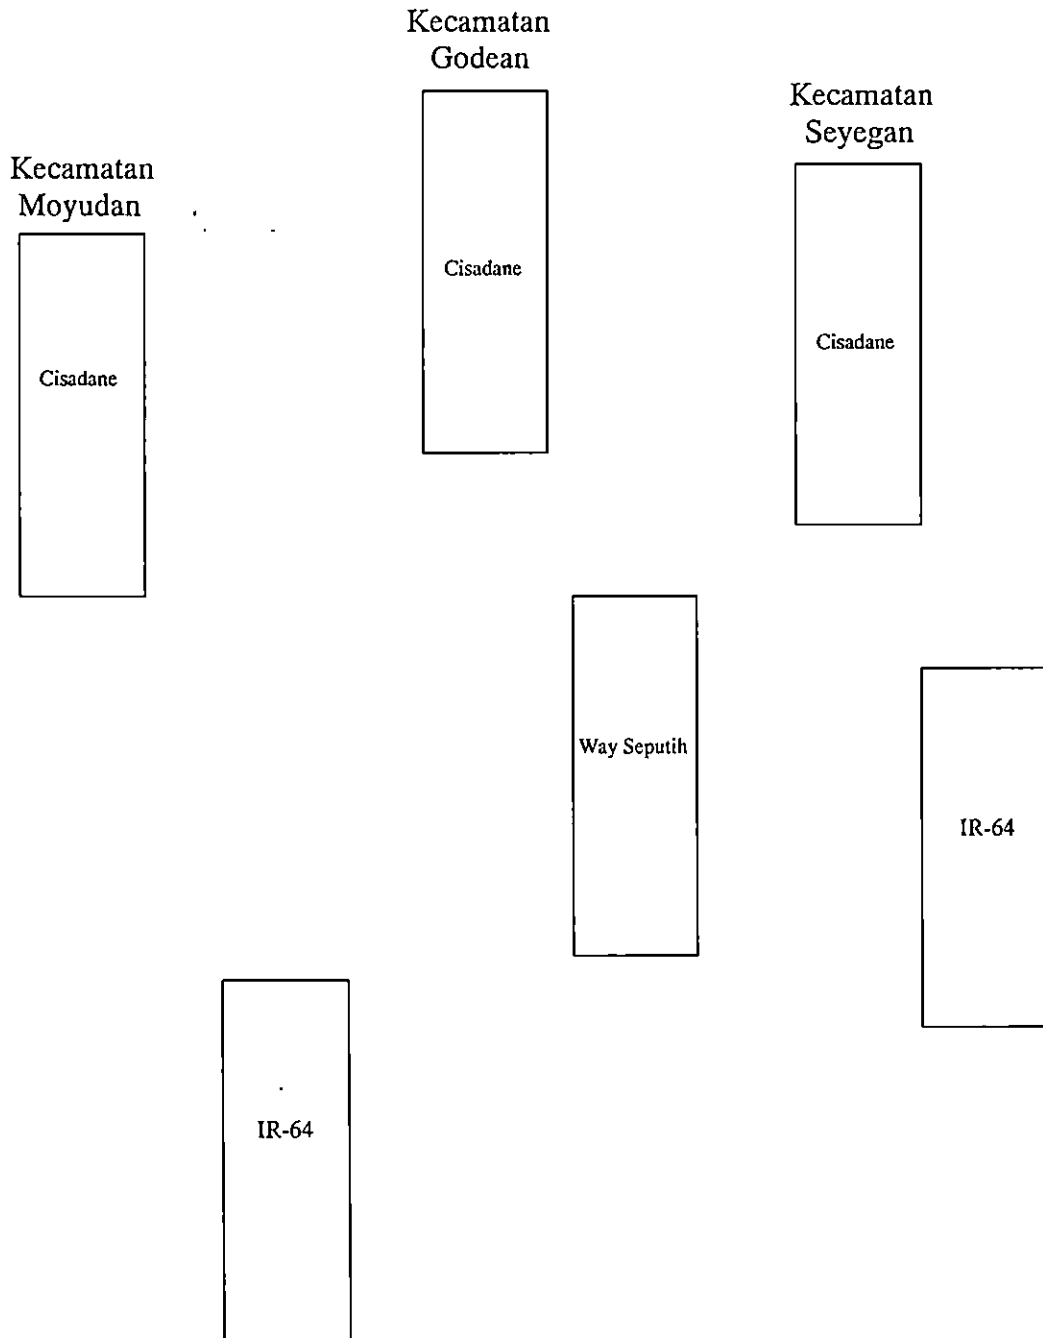 Kecamatan
Godean
Kecamatan
Seyegan
Kecamatan
Moyudan
Cisadane
Cisadane
Cisadane
Way Seputih
IR-64
IR-64